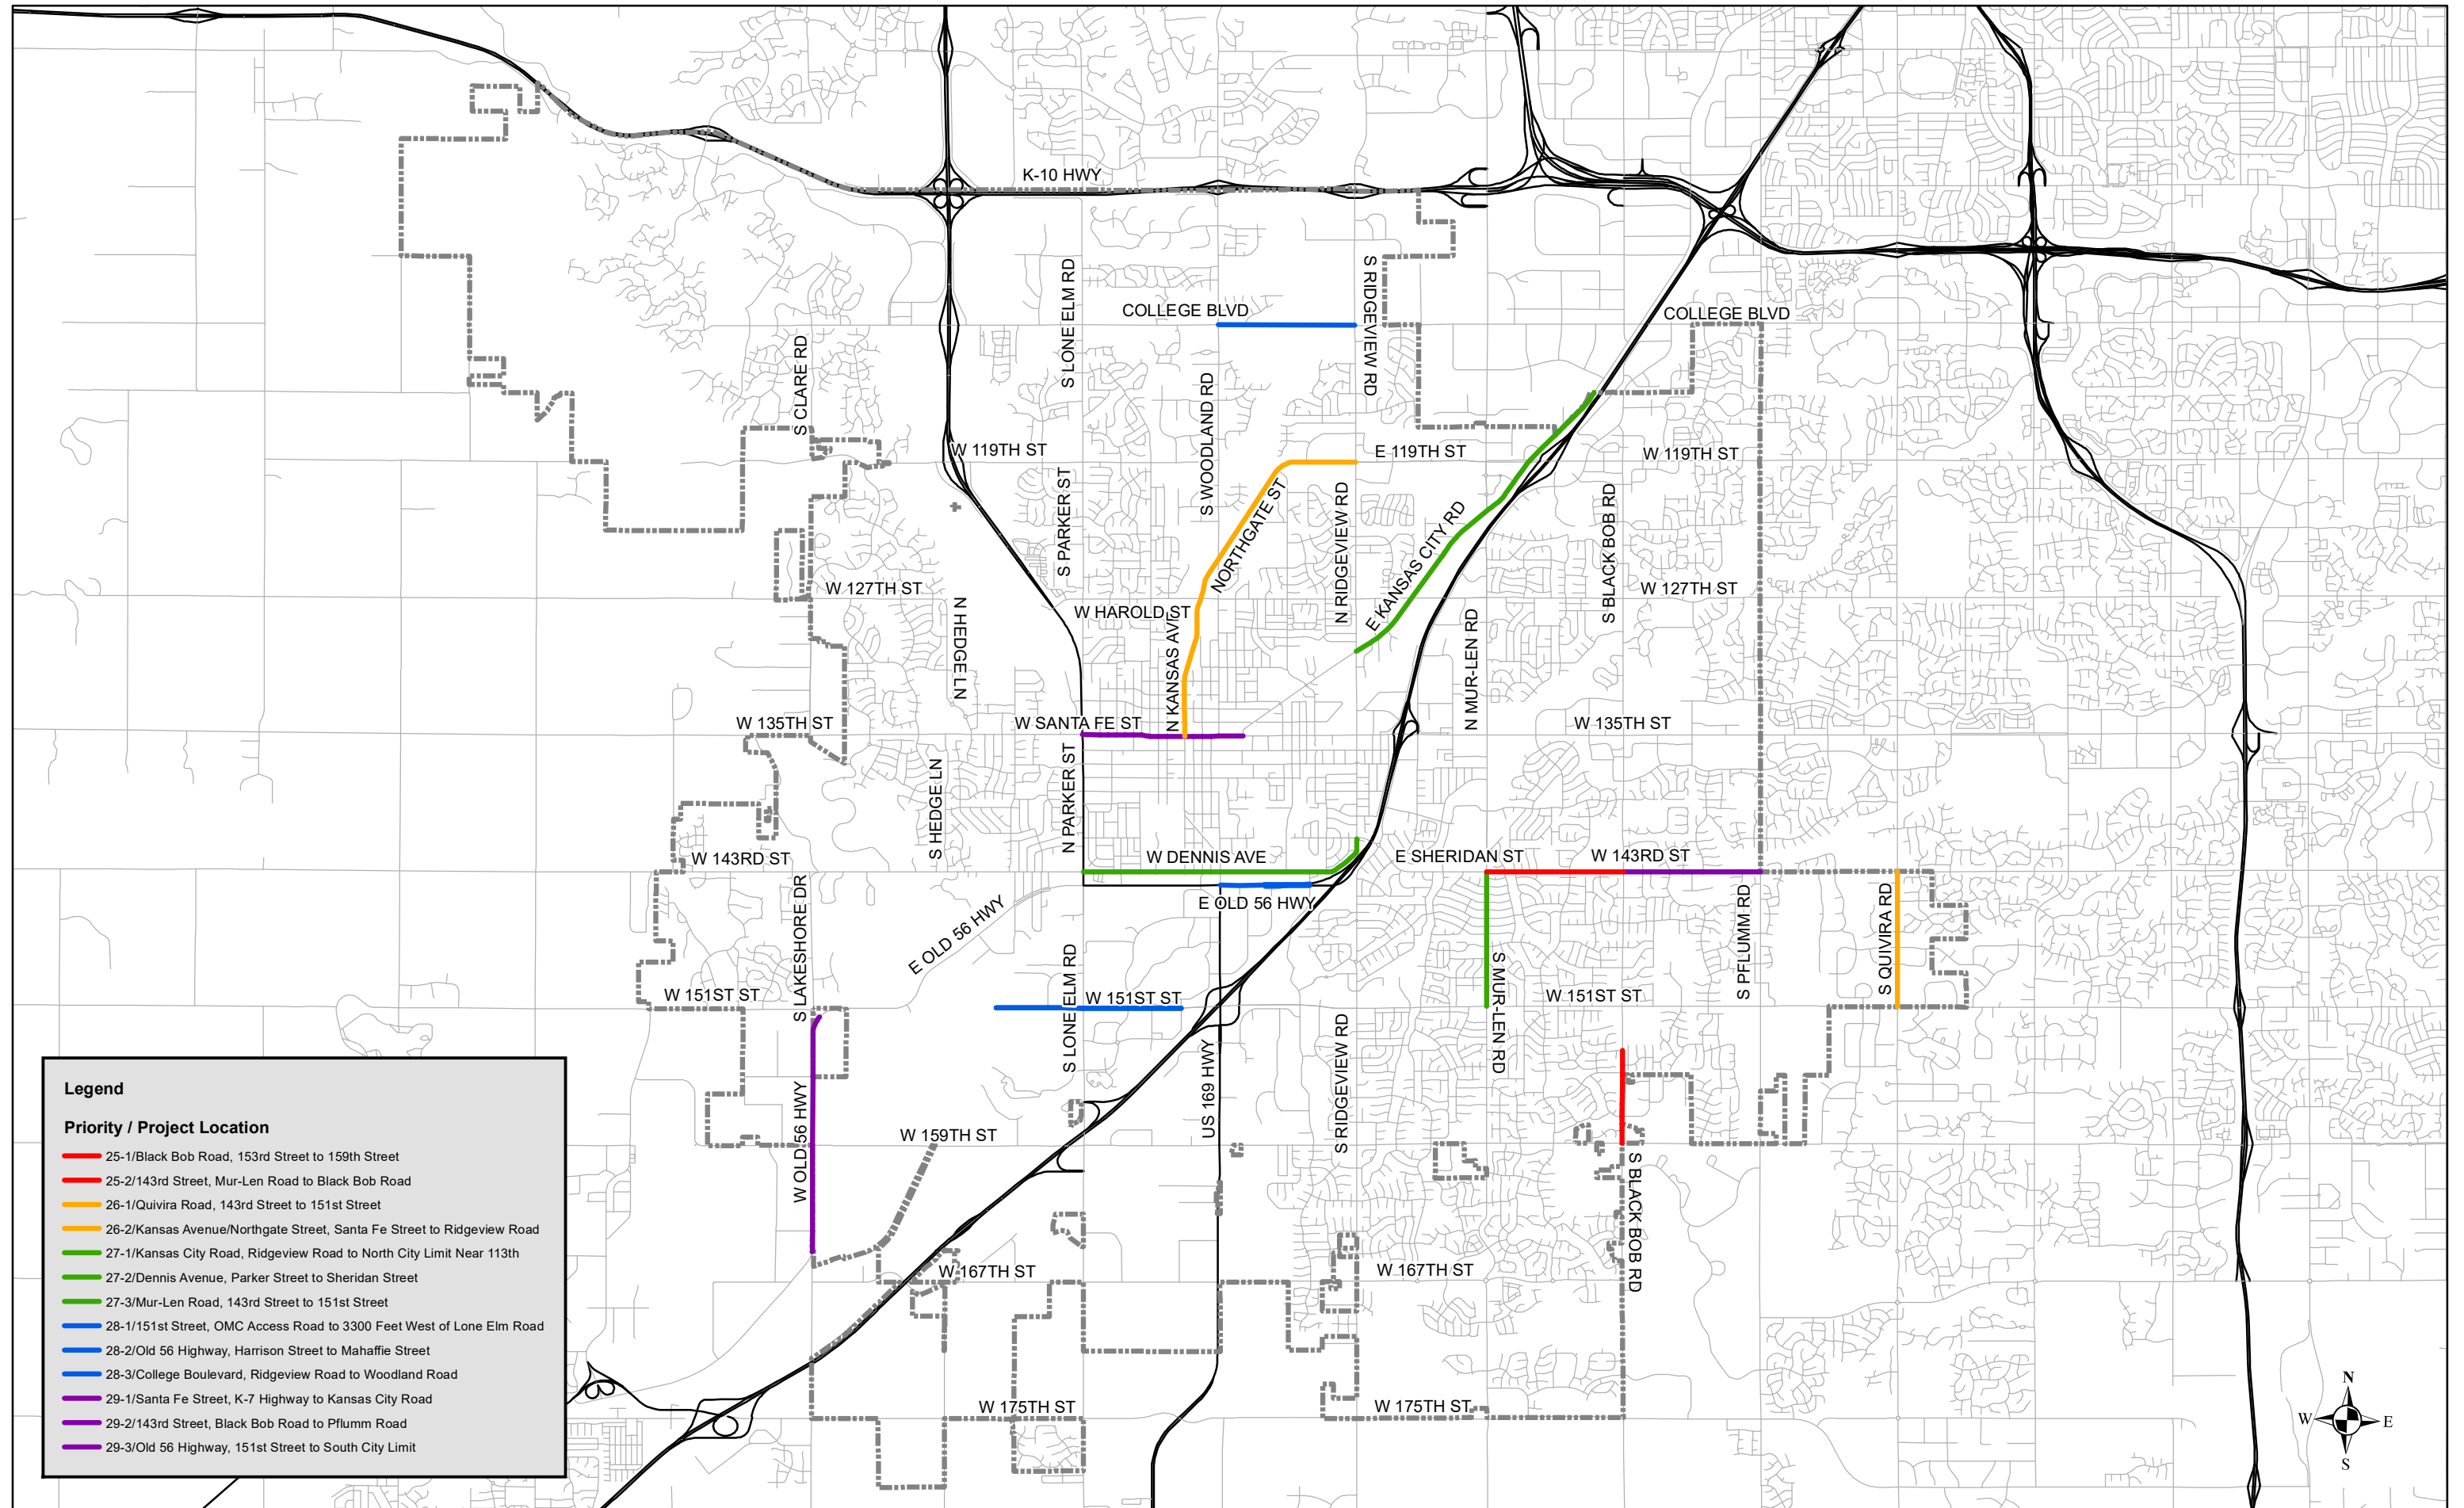 K-10 HWY
S LONE ELM RD
S RIDGEVIEW RD
COLLEGE BLVD
COLLEGE BLVD
S CLARE RD
S WOODLAND RD
W 119TH ST
E 119TH ST
W 119TH ST
S PARKER ST
NORTHGATE ST
N RIDGEVIEW RD
E KANSAS CITY RD
S BLACK BOB RD
W 127TH ST
W 127TH ST
N HEDGE LN
W HAROLD ST
N KANSAS AVE
N MUR-LEN RD
W 135TH ST
W SANTA FE ST
W 135TH ST
S HEDGE LN
N PARKER ST
W 143RD ST
W DENNIS AVE
E SHERIDAN ST
W 143RD ST
S LAKESHORE DR
E OLD 56 HWY
E OLD 56 HWY
S PFLUMM RD
S QUIVIRA RD
S LONE ELM RD
S MUR-LEN RD
W 151ST ST
W 151ST ST
W 151ST ST
US 169 HWY
S RIDGEVIEW RD
W OLD 56 HWY
W 159TH ST
S BLACK BOB RD
W 167TH ST
W 167TH ST
W 175TH ST
W 175TH ST
Legend
Priority / Project Location
25-1/Black Bob Road, 153rd Street to 159th Street
25-2/143rd Street, Mur-Len Road to Black Bob Road
26-1/Quivira Road, 143rd Street to 151st Street
26-2/Kansas Avenue/Northgate Street, Santa Fe Street to Ridgeview Road
27-1/Kansas City Road, Ridgeview Road to North City Limit Near 113th
27-2/Dennis Avenue, Parker Street to Sheridan Street
27-3/Mur-Len Road, 143rd Street to 151st Street
28-1/151st Street, OMC Access Road to 3300 Feet West of Lone Elm Road
28-2/Old 56 Highway, Harrison Street to Mahaffie Street
28-3/College Boulevard, Ridgeview Road to Woodland Road
29-1/Santa Fe Street, K-7 Highway to Kansas City Road
29-2/143rd Street, Black Bob Road to Pflumm Road
29-3/Old 56 Highway, 151st Street to South City Limit
N
W E
S